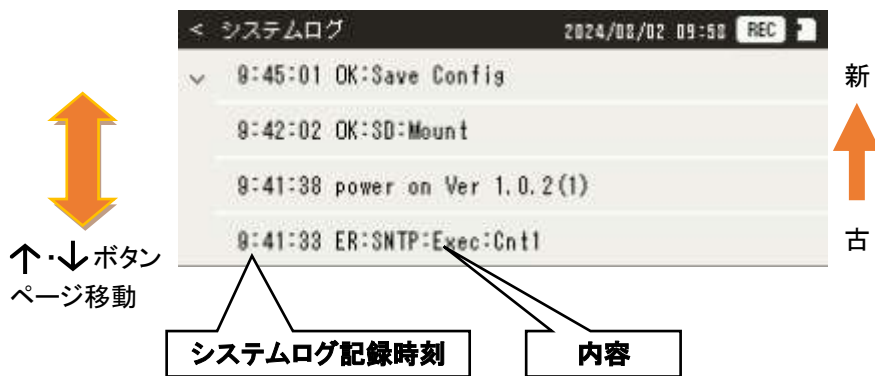 < システムログ 2024/08/02 09:58 REC
9:45:01 OK:Save Config
9:42:02 OK:SD:Mount
9:41:38 power on Ver 1.0.2(1)
9:41:33 ER:SNTP:Exec:Cnt1
新
古
↑・↓ボタン
ページ移動
システムログ記録時刻
内容